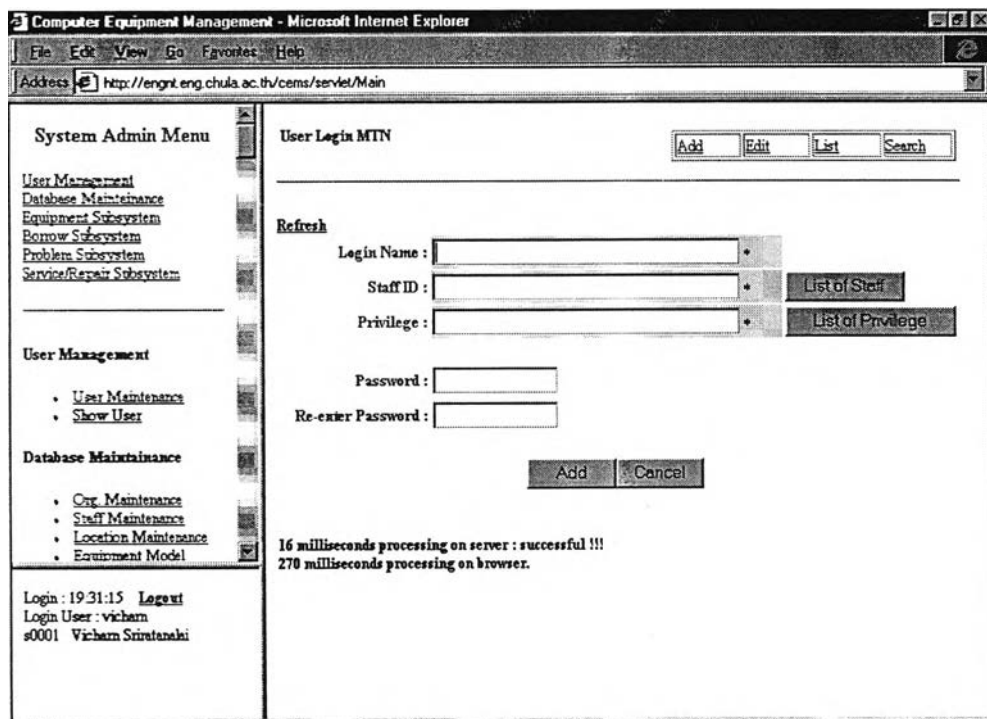 Computer Equipment Management - Microsoft Internet Explorer
File Edit View Go Favorites Help
Address http://engnt.eng.chula.ac.th/cems/servlet/Main
System Admin Menu
User Management
Database Mainteinance
Equipment Subsystem
Borrow Subsystem
Problem Subsystem
Service/Repair Subsystem
User Management
• User Maintenance
• Show User
Database Maintainance
• Org. Maintenance
• Staff Maintenance
• Location Maintenance
• Equipment Model
Login : 19:31:15 Logout
Login User : vicharn
s0001 Vicharn
User Login MTN
Add Edit List Search
Refresh
Login Name : *
Staff ID : * List of Staff
Privilege : * List of Privilege
Password :
Re-enter Password :
Add Cancel
16 milliseconds processing on server : successful !!!
270 milliseconds processing on browser.